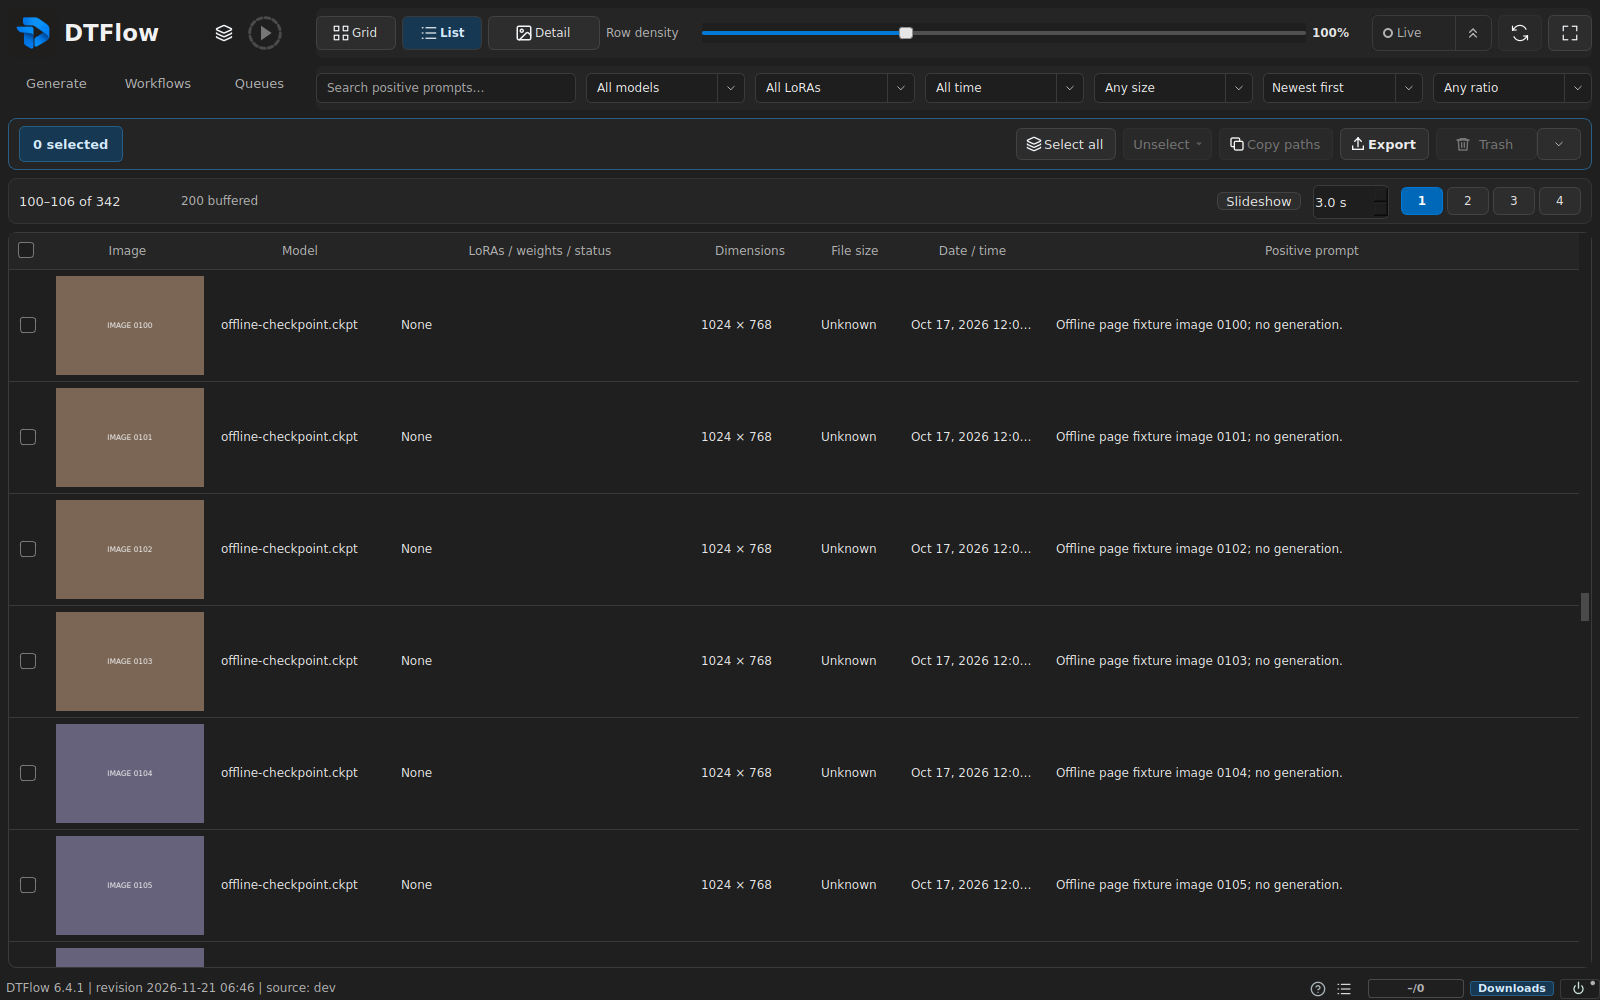 DTFlow
Grid List Detail Row density 100% Live
Generate Workflows Queues
Search positive prompts... All models All LoRAs All time Any size Newest first Any ratio
0 selected Select all Unselect Copy paths Export Trash
100–106 of 342 200 buffered Slideshow 3.0 s 1 2 3 4
Image Model LoRAs / weights / status Dimensions File size Date / time Positive prompt
IMAGE 0100 offline-checkpoint.ckpt None 1024 × 768 Unknown Oct 17, 2026 12:0... Offline page fixture image 0100; no generation.
IMAGE 0101 offline-checkpoint.ckpt None 1024 × 768 Unknown Oct 17, 2026 12:0... Offline page fixture image 0101; no generation.
IMAGE 0102 offline-checkpoint.ckpt None 1024 × 768 Unknown Oct 17, 2026 12:0... Offline page fixture image 0102; no generation.
IMAGE 0103 offline-checkpoint.ckpt None 1024 × 768 Unknown Oct 17, 2026 12:0... Offline page fixture image 0103; no generation.
IMAGE 0104 offline-checkpoint.ckpt None 1024 × 768 Unknown Oct 17, 2026 12:0... Offline page fixture image 0104; no generation.
IMAGE 0105 offline-checkpoint.ckpt None 1024 × 768 Unknown Oct 17, 2026 12:0... Offline page fixture image 0105; no generation.
DTFlow 6.4.1 | revision 2026-11-21 06:46 | source: dev –/0 Downloads